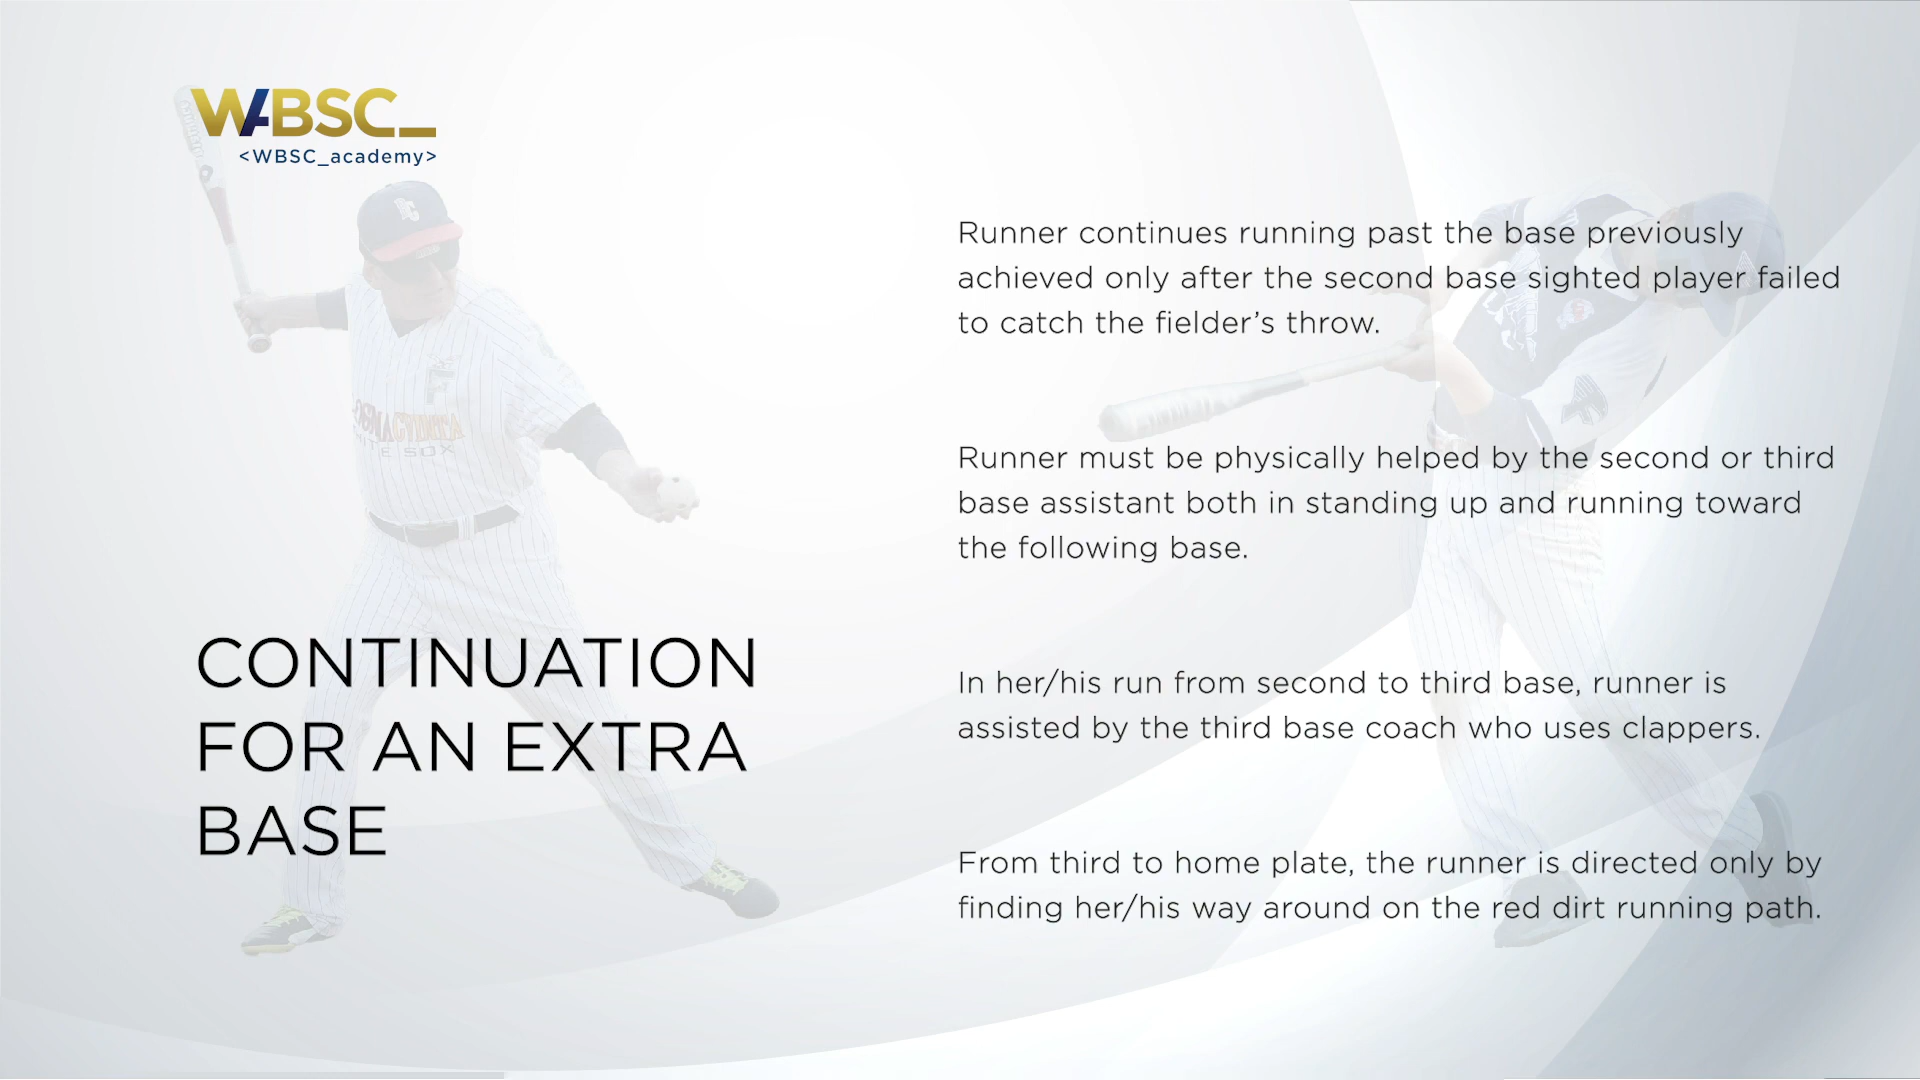 WBSC_
<WBSC_academy>
CONTINUATION
FOR AN EXTRA
BASE
Runner continues running past the base previously
achieved only after the second base sighted player failed
to catch the fielder’s throw.
Runner must be physically helped by the second or third
base assistant both in standing up and running toward
the following base.
In her/his run from second to third base, runner is
assisted by the third base coach who uses clappers.
From third to home plate, the runner is directed only by
finding her/his way around on the red dirt running path.